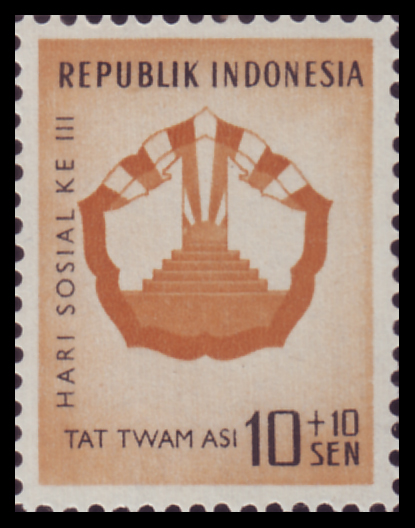 REPUBLIK INDONESIA
HARI SOSIAL KE III
TAT TWAM ASI 10 +10 SEN